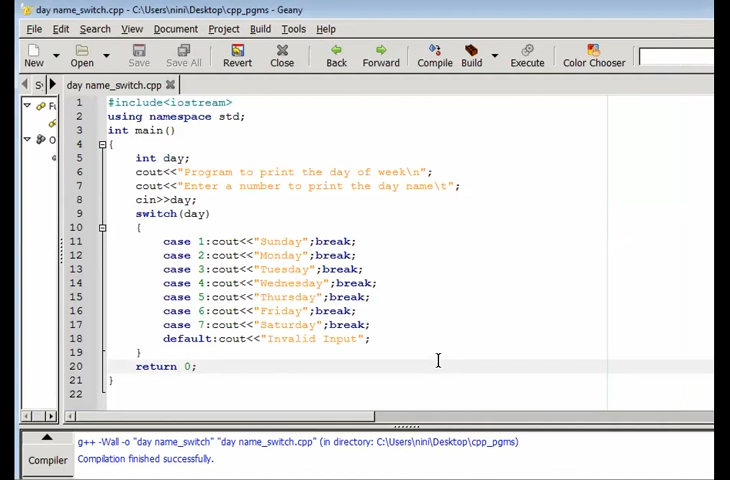 day name_switch.cpp - C:\Users\nini\Desktop\cpp_pgms - Geany
File Edit Search View Document Project Build Tools Help
New Open Save Save All Revert Close Back Forward Compile Build Execute Color Chooser
day name_switch.cpp
1 #include<iostream>
2 using namespace std;
3 int main()
4 {
5 int day;
6 cout<<"Program to print the day of week\n";
7 cout<<"Enter a number to print the day name\t";
8 cin>>day;
9 switch(day)
10 {
11 case 1:cout<<"Sunday";break;
12 case 2:cout<<"Monday";break;
13 case 3:cout<<"Tuesday";break;
14 case 4:cout<<"Wednesday";break;
15 case 5:cout<<"Thursday";break;
16 case 6:cout<<"Friday";break;
17 case 7:cout<<"Saturday";break;
18 default:cout<<"Invalid Input";
19 }
20 return 0;
21 }
22
g++ -Wall -o "day name_switch" "day name_switch.cpp" (in directory: C:\Users\nini\Desktop\cpp_pgms)
Compiler Compilation finished successfully.